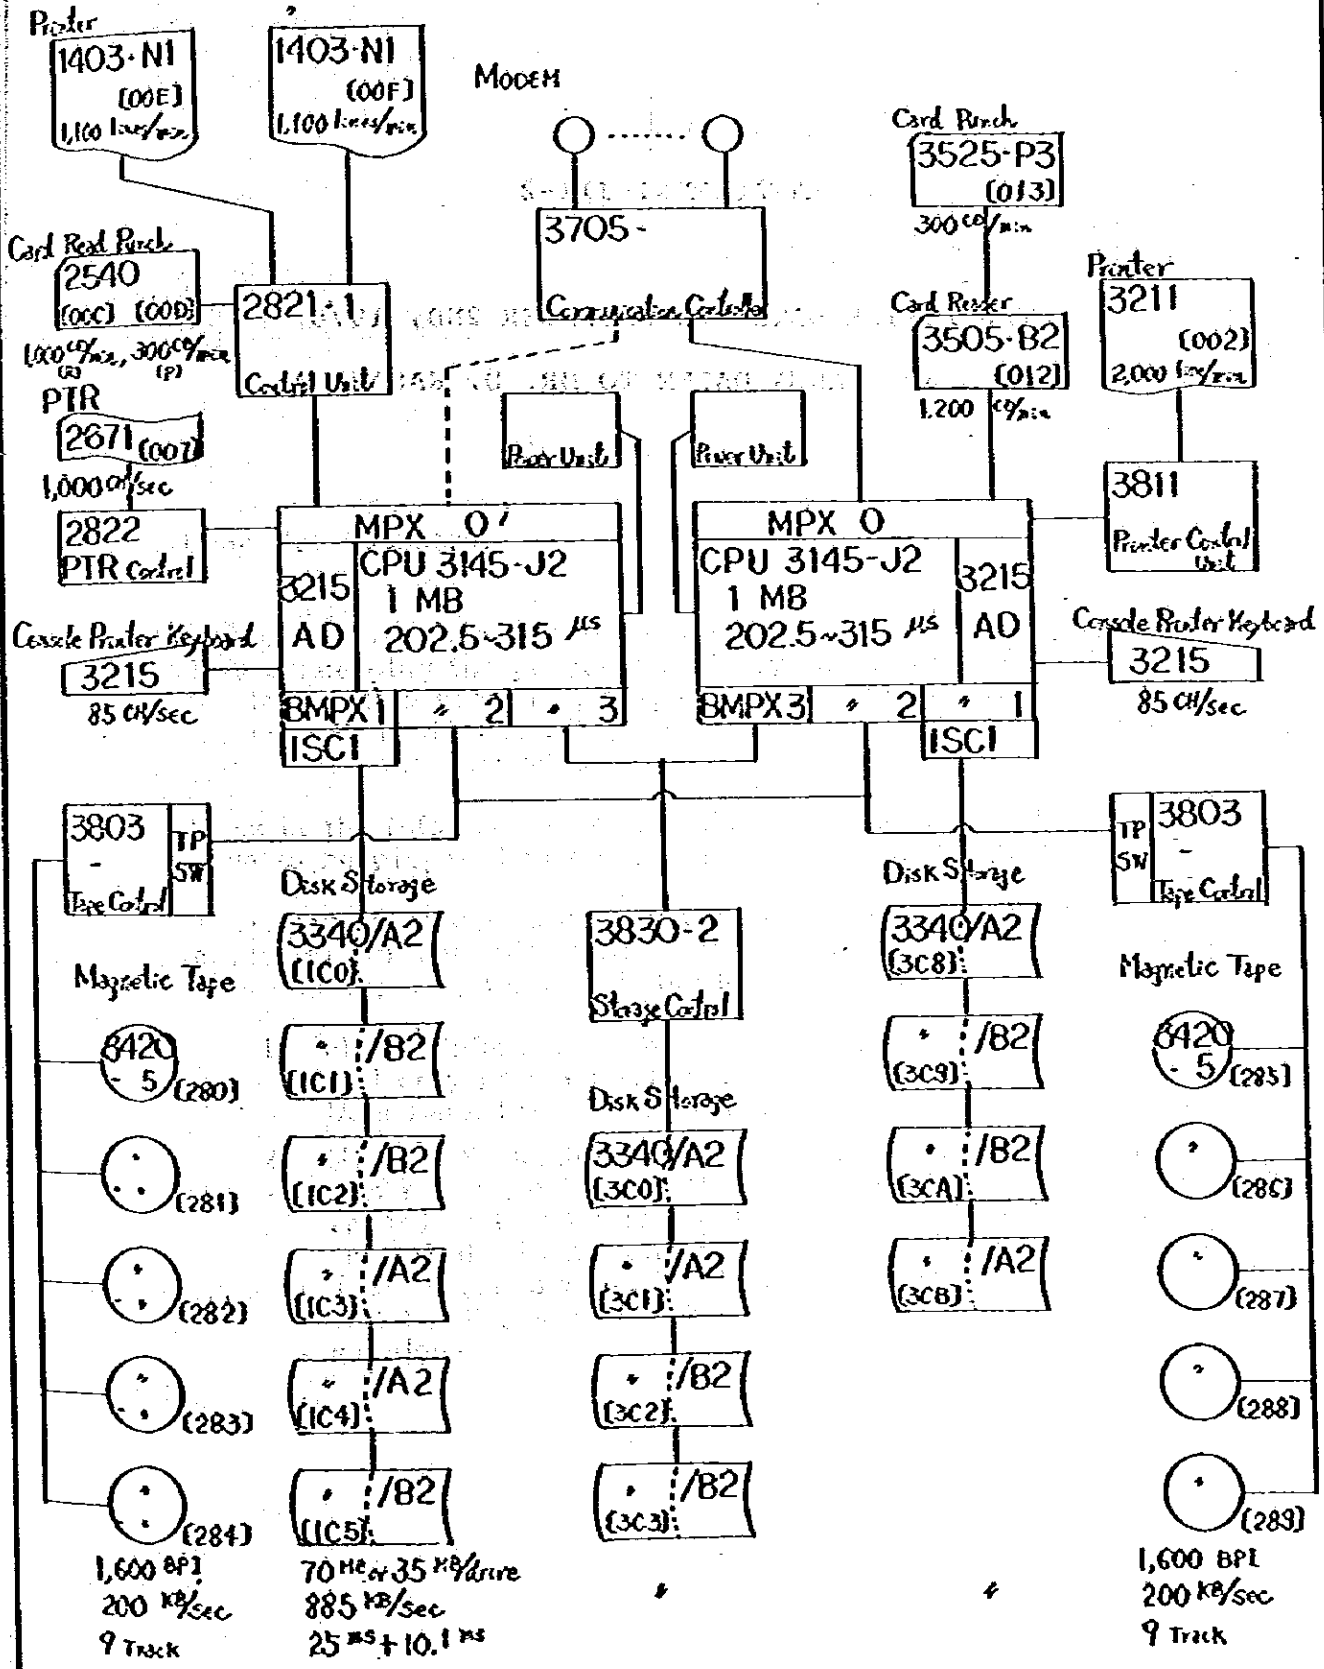 Printer
1403-N1
(00E)
1,100 lines/min
1403-N1
(00F)
1,100 lines/min
MODEM
Card Punch
3525-P3
(013)
300 CD/min
3705-
Communication Controller
Card Read Punch
2540
(00C) (00D)
1,000 CD/min, 300 CD/min
(R) (P)
2821-1
Control Unit
Card Reader
3505-B2
(012)
1,200 CD/min
Printer
3211
(002)
2,000 line/min
PTR
2671 (007)
1,000 CH/sec
Power Unit
Power Unit
2822
PTR Control
3811
Printer Control
Unit
MPX 0
3215
AD
CPU 3145-J2
1 MB
202.5~315 μs
BMPX1 〃 2 〃 3
ISC1
MPX 0
CPU 3145-J2
1 MB
202.5~315 μs
3215
AD
BMPX3 〃 2 〃 1
ISC1
Console Printer Keyboard
3215
85 CH/sec
Console Printer Keyboard
3215
85 CH/sec
3803
-
Tape Control
TP
SW
TP
SW
3803
-
Tape Control
Magnetic Tape
3420
- 5 (280)
〃
- 〃 (281)
〃
- 〃 (282)
〃
- 〃 (283)
〃
- 〃 (284)
1,600 BPI
200 KB/sec
9 Track
Disk Storage
3340/A2
(1C0)
〃 /B2
(1C1)
〃 /B2
(1C2)
〃 /A2
(1C3)
〃 /A2
(1C4)
〃 /B2
(1C5)
70 MB or 35 MB/drive
885 KB/sec
25 ms + 10.1 ms
3830-2
Storage Control
Disk Storage
3340/A2
(3C0)
〃 /A2
(3C1)
〃 /B2
(3C2)
〃 /B2
(3C3)
〃
Disk Storage
3340/A2
(3C8)
〃 /B2
(3C9)
〃 /B2
(3CA)
〃 /A2
(3CB)
〃
Magnetic Tape
3420
- 5 (285)
〃
(286)
〃
(287)
〃
(288)
〃
(289)
1,600 BPI
200 KB/sec
9 Track